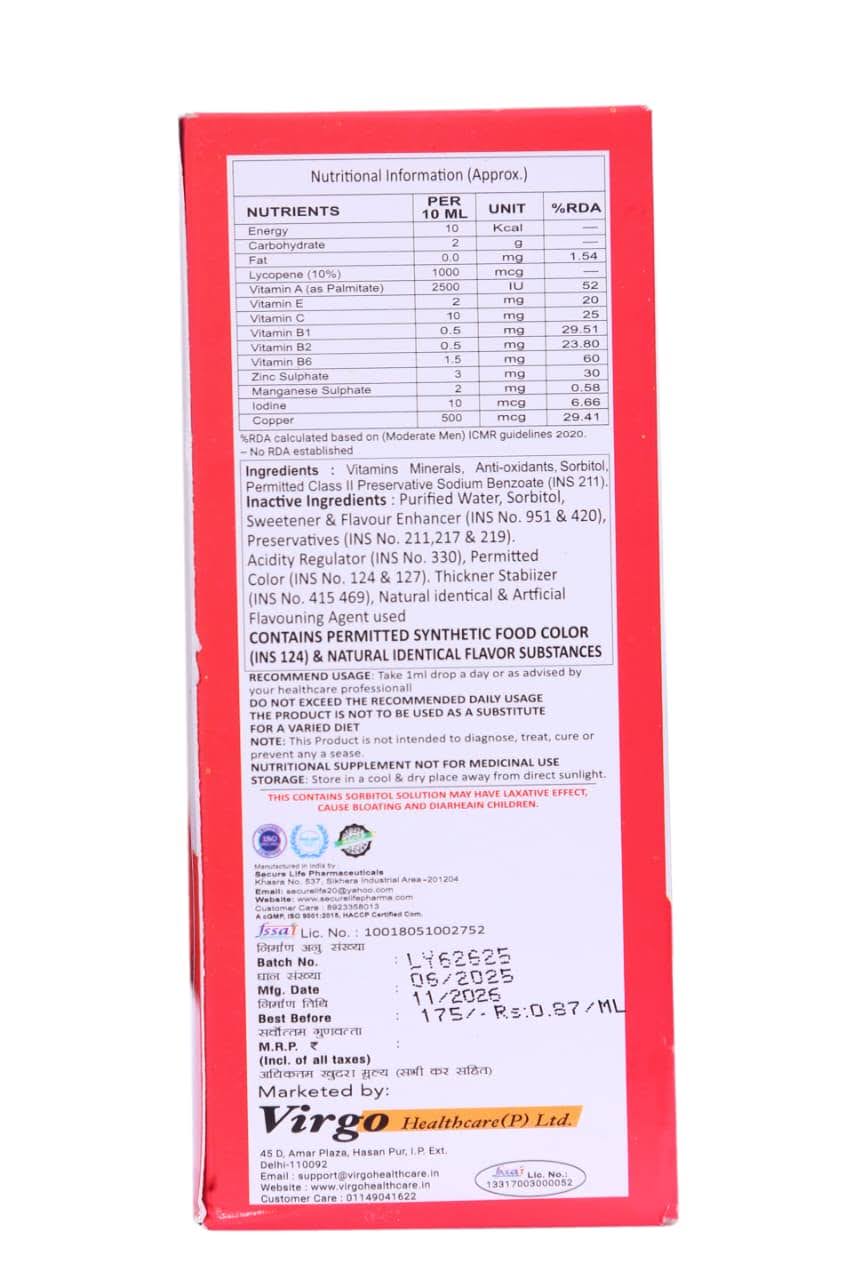 Nutritional Information (Approx.)
NUTRIENTS PER 10 ML UNIT %RDA
Energy 10 Kcal —
Carbohydrate 2 g —
Fat 0.0 mg 1.54
Lycopene (10%) 1000 mcg —
Vitamin A (as Palmitate) 2500 IU 52
Vitamin E 2 mg 20
Vitamin C 10 mg 25
Vitamin B1 0.5 mg 29.51
Vitamin B2 0.5 mg 23.80
Vitamin B6 1.5 mg 60
Zinc Sulphate 3 mg 30
Manganese Sulphate 2 mg 0.58
Iodine 10 mcg 6.66
Copper 500 mcg 29.41
%RDA calculated based on (Moderate Men) ICMR guidelines 2020.
– No RDA established
Ingredients : Vitamins Minerals, Anti-oxidants, Sorbitol,
Permitted Class II Preservative Sodium Benzoate (INS 211).
Inactive Ingredients : Purified Water, Sorbitol,
Sweetener & Flavour Enhancer (INS No. 951 & 420),
Preservatives (INS No. 211,217 & 219).
Acidity Regulator (INS No. 330), Permitted
Color (INS No. 124 & 127). Thickner Stabiizer
(INS No. 415 469), Natural identical & Artficial
Flavouning Agent used
CONTAINS PERMITTED SYNTHETIC FOOD COLOR
(INS 124) & NATURAL IDENTICAL FLAVOR SUBSTANCES
RECOMMEND USAGE: Take 1ml drop a day or as advised by
your healthcare professionall
DO NOT EXCEED THE RECOMMENDED DAILY USAGE
THE PRODUCT IS NOT TO BE USED AS A SUBSTITUTE
FOR A VARIED DIET
NOTE: This Product is not intended to diagnose, treat, cure or
prevent any a sease.
NUTRITIONAL SUPPLEMENT NOT FOR MEDICINAL USE
STORAGE: Store in a cool & dry place away from direct sunlight.
THIS CONTAINS SORBITOL SOLUTION MAY HAVE LAXATIVE EFFECT,
CAUSE BLOATING AND DIARHEAIN CHILDREN.
ISO
Manufactured in India by :
Secure Life Pharmaceuticals
Khasra No. 537, Sikhera Industrial Area-201204
Email: securelife20@yahoo.com
Website: www.securelifepharma.com
Customer Care : 8923358013
A cGMP, ISO 9001:2015, HACCP Certified Com.
fssai Lic. No. : 10018051002752
निर्माण अनु संख्या
Batch No. : LY62625
घान संख्या 06/2025
Mfg. Date : 11/2026
निर्माण तिथि
Best Before : 175/- Rs:0.87/ML
सर्वोत्तम गुणवत्ता
M.R.P. ₹ :
(Incl. of all taxes)
अधिकतम खुदरा मूल्य (सभी कर सहित)
Marketed by:
Virgo Healthcare(P) Ltd.
45 D, Amar Plaza, Hasan Pur, I.P. Ext.
Delhi-110092
Email : support@virgohealthcare.in
Website : www.virgohealthcare.in
Customer Care : 01149041622
fssai Lic. No.:
13317003000052